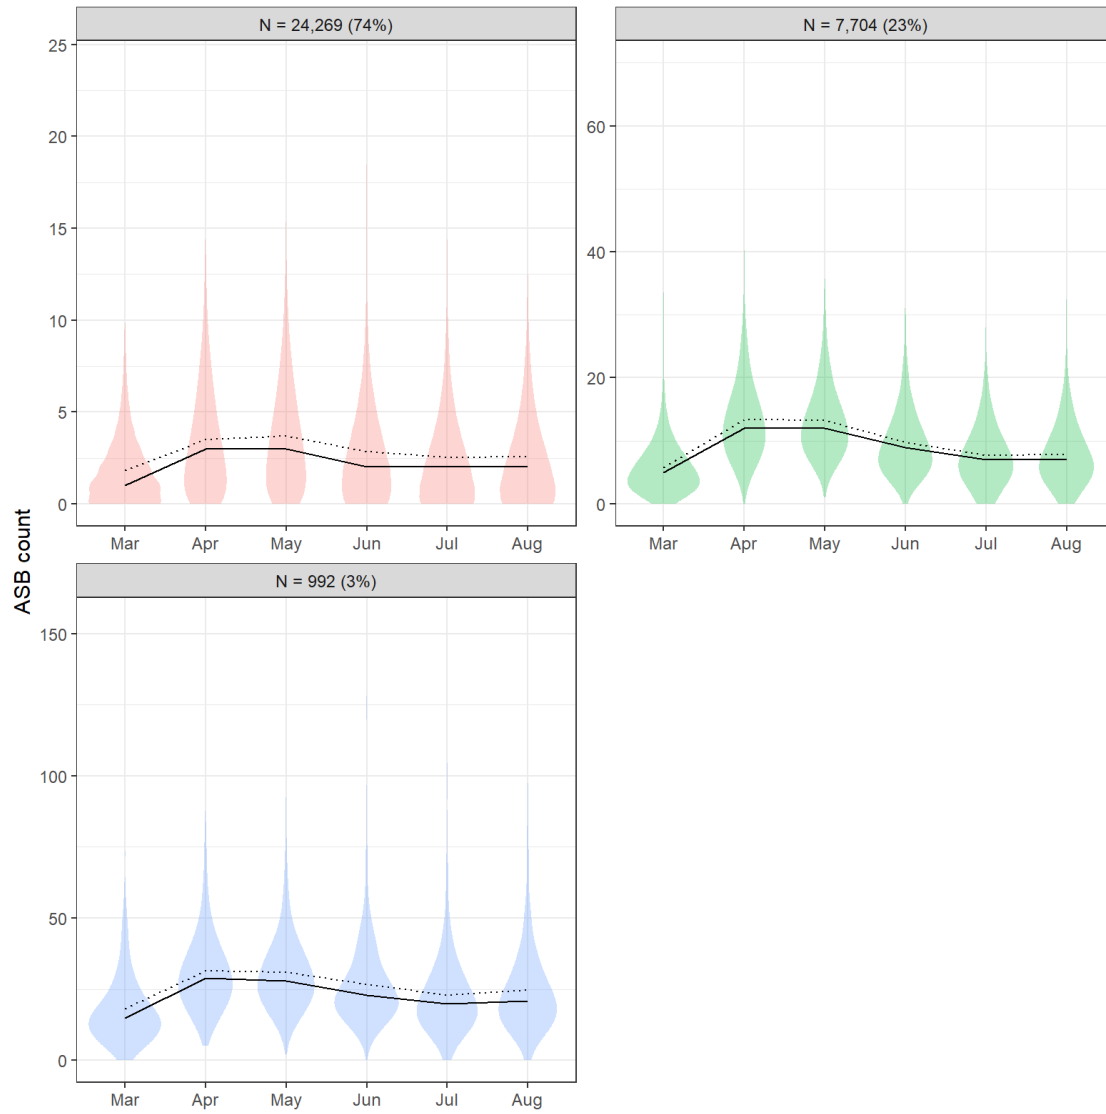 N = 24,269 (74%)
25
20
15
10
5
0
Mar Apr May Jun Jul Aug
N = 7,704 (23%)
60
40
20
0
Mar Apr May Jun Jul Aug
ASB count
N = 992 (3%)
150
100
50
0
Mar Apr May Jun Jul Aug